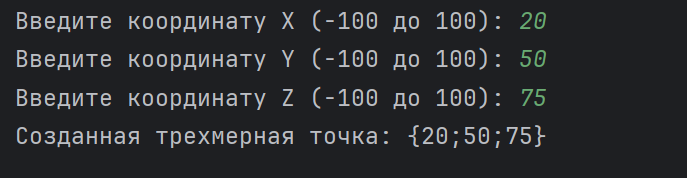 Введите координату X (-100 до 100): 20
Введите координату Y (-100 до 100): 50
Введите координату Z (-100 до 100): 75
Созданная трехмерная точка: {20;50;75}